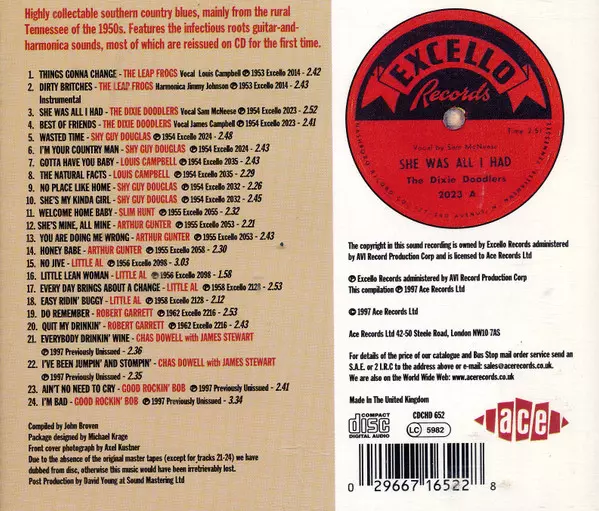 Highly collectable southern country blues, mainly from the rural
Tennessee of the 1950s. Features the infectious roots guitar-and-
harmonica sounds, most of which are reissued on CD for the first time.
1. THINGS GONNA CHANGE - THE LEAP FROGS Vocal Louis Campbell ℗ 1953 Excello 2014 - 2.42
2. DIRTY BRITCHES - THE LEAP FROGS Harmonica Jimmy Johnson ℗ 1953 Excello 2014 - 2.43
Instrumental
3. SHE WAS ALL I HAD - THE DIXIE DOODLERS Vocal Sam McNeese ℗ 1954 Excello 2023 - 2.52
4. BEST OF FRIENDS - THE DIXIE DOODLERS Vocal James Campbell ℗ 1954 Excello 2023 - 2.41
5. WASTED TIME - SHY GUY DOUGLAS ℗ 1954 Excello 2024 - 2.48
6. I'M YOUR COUNTRY MAN - SHY GUY DOUGLAS ℗ 1954 Excello 2024 - 2.43
7. GOTTA HAVE YOU BABY - LOUIS CAMPBELL ℗ 1954 Excello 2035 - 2.43
8. THE NATURAL FACTS - LOUIS CAMPBELL ℗ 1954 Excello 2035 - 2.29
9. NO PLACE LIKE HOME - SHY GUY DOUGLAS ℗ 1954 Excello 2032 - 2.26
10. SHE'S MY KINDA GIRL - SHY GUY DOUGLAS ℗ 1954 Excello 2032 - 2.45
11. WELCOME HOME BABY - SLIM HUNT ℗ 1955 Excello 2055 - 2.32
12. SHE'S MINE, ALL MINE - ARTHUR GUNTER ℗ 1955 Excello 2053 - 2.21
13. YOU ARE DOING ME WRONG - ARTHUR GUNTER ℗ 1955 Excello 2053 - 2.43
14. HONEY BABE - ARTHUR GUNTER ℗ 1955 Excello 2058 - 2.30
15. NO JIVE - LITTLE AL ℗ 1956 Excello 2098 - 3.03
16. LITTLE LEAN WOMAN - LITTLE AL ℗ 1956 Excello 2098 - 1.58
17. EVERY DAY BRINGS ABOUT A CHANGE - LITTLE AL ℗ 1958 Excello 2128 - 2.53
18. EASY RIDIN' BUGGY - LITTLE AL ℗ 1958 Excello 2128 - 2.12
19. DO REMEMBER - ROBERT GARRETT ℗ 1962 Excello 2216 - 2.53
20. QUIT MY DRINKIN' - ROBERT GARRETT ℗ 1962 Excello 2216 - 2.43
21. EVERYBODY DRINKIN' WINE - CHAS DOWELL with JAMES STEWART
℗ 1997 Previously Unissued - 2.35
22. I'VE BEEN JUMPIN' AND STOMPIN' - CHAS DOWELL with JAMES STEWART
℗ 1997 Previously Unissued - 2.36
23. AIN'T NO NEED TO CRY - GOOD ROCKIN' BOB ℗ 1997 Previously Unissued - 2.41
24. I'M BAD - GOOD ROCKIN' BOB ℗ 1997 Previously Unissued - 3.34
Compiled by John Broven
Package designed by Michael Krage
Front cover photograph by Axel Kustner
Due to the absence of the original master tapes (except for tracks 21-24) we have
dubbed from disc, otherwise this music would have been irretrievably lost.
Post Production by David Young at Sound Mastering Ltd
EXCELLO
Records
Time 2:51
Vocal by Sam McNeese
SHE WAS ALL I HAD
The Dixie Doodlers
2023 A
The copyright in this sound recording is owned by Excello Records administered
by AVI Record Production Corp and is licensed to Ace Records Ltd
℗ Excello Records administered by AVI Record Production Corp
This compilation ℗ 1997 Ace Records Ltd
© 1997 Ace Records Ltd
Ace Records Ltd 42-50 Steele Road, London NW10 7AS
For details of the price of our catalogue and Bus Stop mail order service send an
S.A.E. or 2 I.R.C to the address above or e-mail: sales@acerecords.co.uk
We are also on the World Wide Web: www.acerecords.co.uk.
Made In The United Kingdom
COMPACT
disc
DIGITAL AUDIO
CDCHD 652
LC 5982
ace
0 29667 16522 8